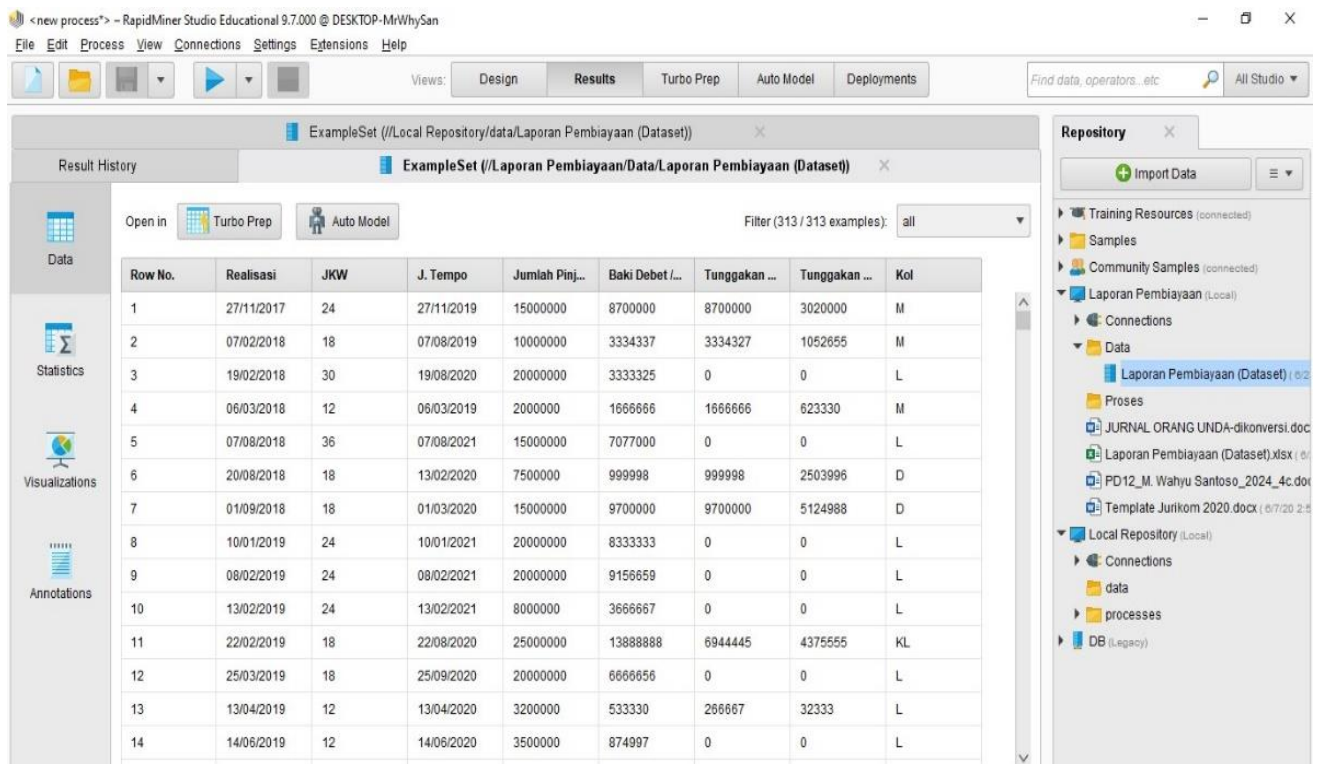 <new process*> – RapidMiner Studio Educational 9.7.000 @ DESKTOP-MrWhySan
File Edit Process View Connections Settings Extensions Help
Views: Design Results Turbo Prep Auto Model Deployments
Find data, operators...etc All Studio
ExampleSet (//Local Repository/data/Laporan Pembiayaan (Dataset))
Result History ExampleSet (//Laporan Pembiayaan/Data/Laporan Pembiayaan (Dataset))
Data
Statistics
Visualizations
Annotations
Open in Turbo Prep Auto Model Filter (313 / 313 examples): all
Row No. Realisasi JKW J. Tempo Jumlah Pinj... Baki Debet /... Tunggakan ... Tunggakan ... Kol
1 27/11/2017 24 27/11/2019 15000000 8700000 8700000 3020000 M
2 07/02/2018 18 07/08/2019 10000000 3334337 3334327 1052655 M
3 19/02/2018 30 19/08/2020 20000000 3333325 0 0 L
4 06/03/2018 12 06/03/2019 2000000 1666666 1666666 623330 M
5 07/08/2018 36 07/08/2021 15000000 7077000 0 0 L
6 20/08/2018 18 13/02/2020 7500000 999998 999998 2503996 D
7 01/09/2018 18 01/03/2020 15000000 9700000 9700000 5124988 D
8 10/01/2019 24 10/01/2021 20000000 8333333 0 0 L
9 08/02/2019 24 08/02/2021 20000000 9156659 0 0 L
10 13/02/2019 24 13/02/2021 8000000 3666667 0 0 L
11 22/02/2019 18 22/08/2020 25000000 13888888 6944445 4375555 KL
12 25/03/2019 18 25/09/2020 20000000 6666656 0 0 L
13 13/04/2019 12 13/04/2020 3200000 533330 266667 32333 L
14 14/06/2019 12 14/06/2020 3500000 874997 0 0 L
Repository
Import Data
Training Resources (connected)
Samples
Community Samples (connected)
Laporan Pembiayaan (Local)
Connections
Data
Laporan Pembiayaan (Dataset) ( 6/2
Proses
JURNAL ORANG UNDA-dikonversi.doc
Laporan Pembiayaan (Dataset).xlsx ( 6/
PD12_M. Wahyu Santoso_2024_4c.doc
Template Jurikom 2020.docx ( 6/7/20 2:5
Local Repository (Local)
Connections
data
processes
DB (Legacy)